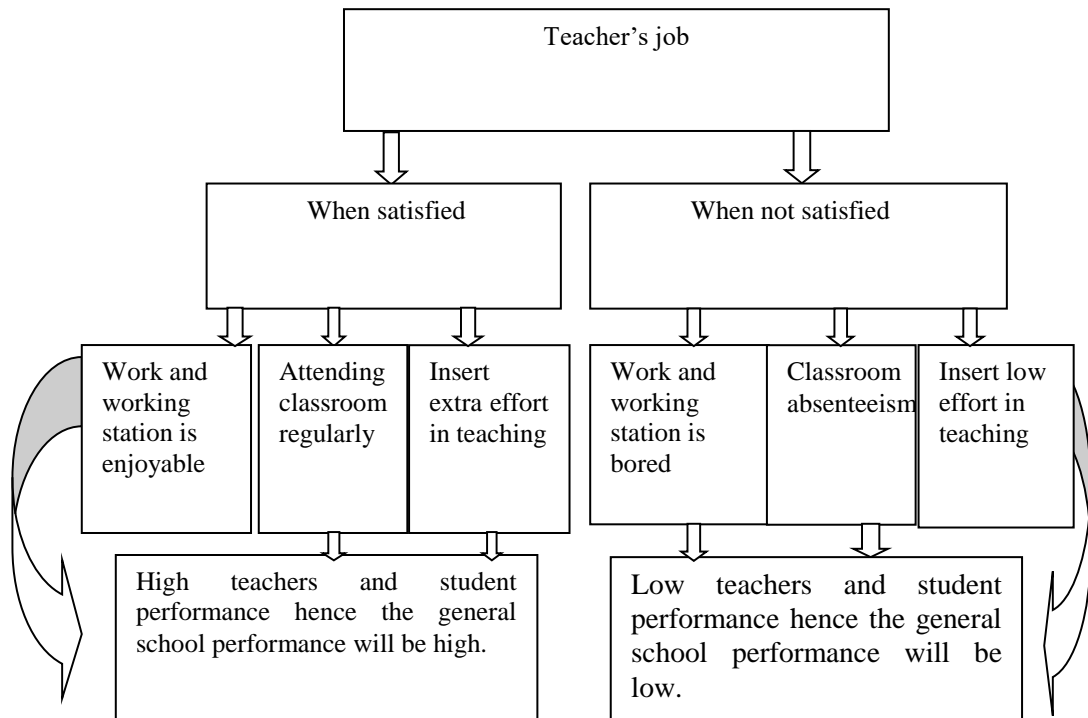 Teacher’s job
When satisfied
When not satisfied
Work and
working
station is
enjoyable
Attending
classroom
regularly
Insert
extra effort
in teaching
Work and
working
station is
bored
Classroom
absenteeism
Insert low
effort in
teaching
High teachers and student
performance hence the general
school performance will be high.
Low teachers and student
performance hence the general
school performance will be
low.